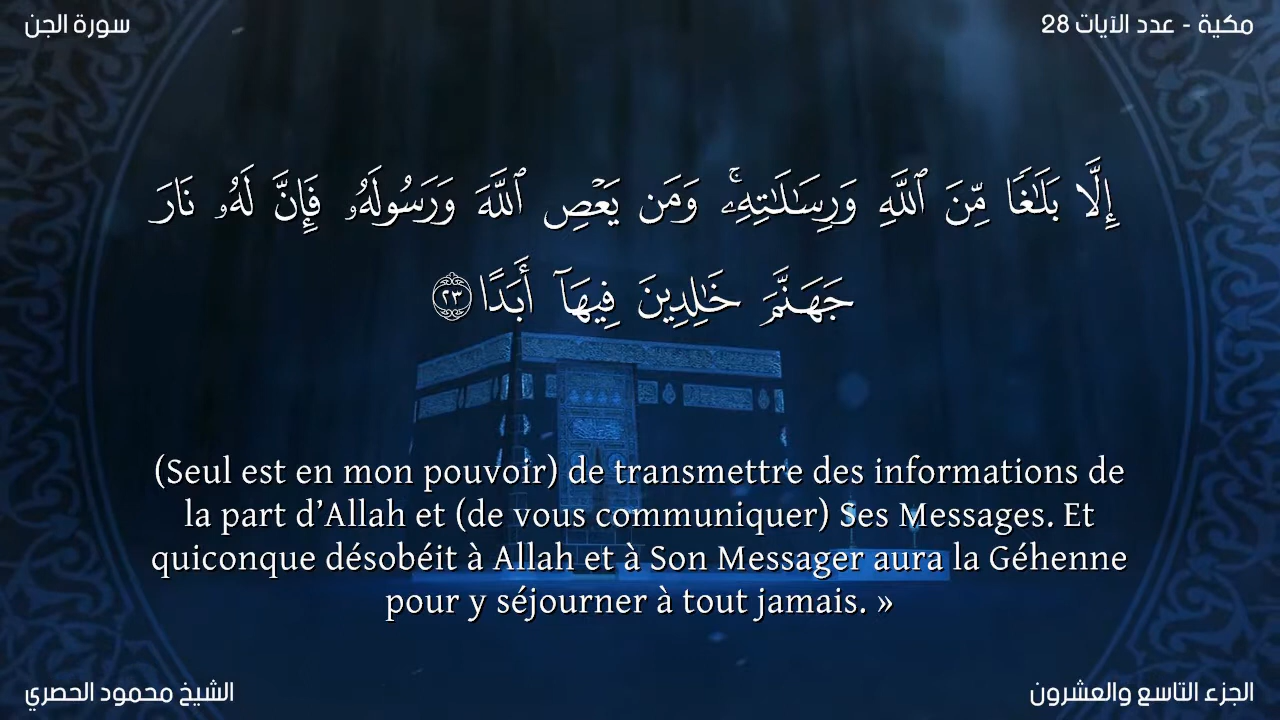 سورة الجن
مكية - عدد الآيات 28
إِلَّا بَلَٰغًا مِّنَ ٱللَّهِ وَرِسَٰلَٰتِهِۦۚ وَمَن يَعْصِ ٱللَّهَ وَرَسُولَهُۥ فَإِنَّ لَهُۥ نَارَ
جَهَنَّمَ خَٰلِدِينَ فِيهَآ أَبَدًا ٢٣
(Seul est en mon pouvoir) de transmettre des informations de
la part d’Allah et (de vous communiquer) Ses Messages. Et
quiconque désobéit à Allah et à Son Messager aura la Géhenne
pour y séjourner à tout jamais. »
الشيخ محمود الحصري
الجزء التاسع والعشرون